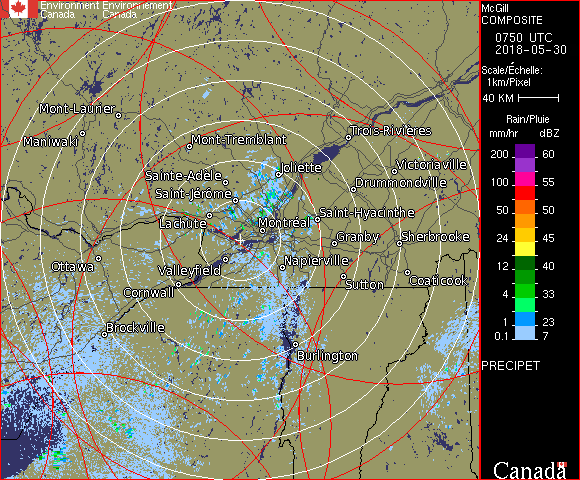 Environment Environnement
Canada Canada
McGill
COMPOSITE
0750 UTC
2018-05-30
Scale/Échelle:
1km/Pixel
40 KM
Rain/Pluie
mm/hr dBZ
200 60
100 55
50 50
24 45
12 40
4 33
1 23
0.1 7
PRECIPET
Canada
Mont-Laurier
Maniwaki
Mont-Tremblant
Trois-Rivières
Sainte-Adèle
Joliette
Victoriaville
Saint-Jérôme
Drummondville
Lachute
Montréal
Saint-Hyacinthe
Granby
Sherbrooke
Ottawa
Valleyfield
Napierville
Cornwall
Sutton
Coaticook
Brockville
Burlington